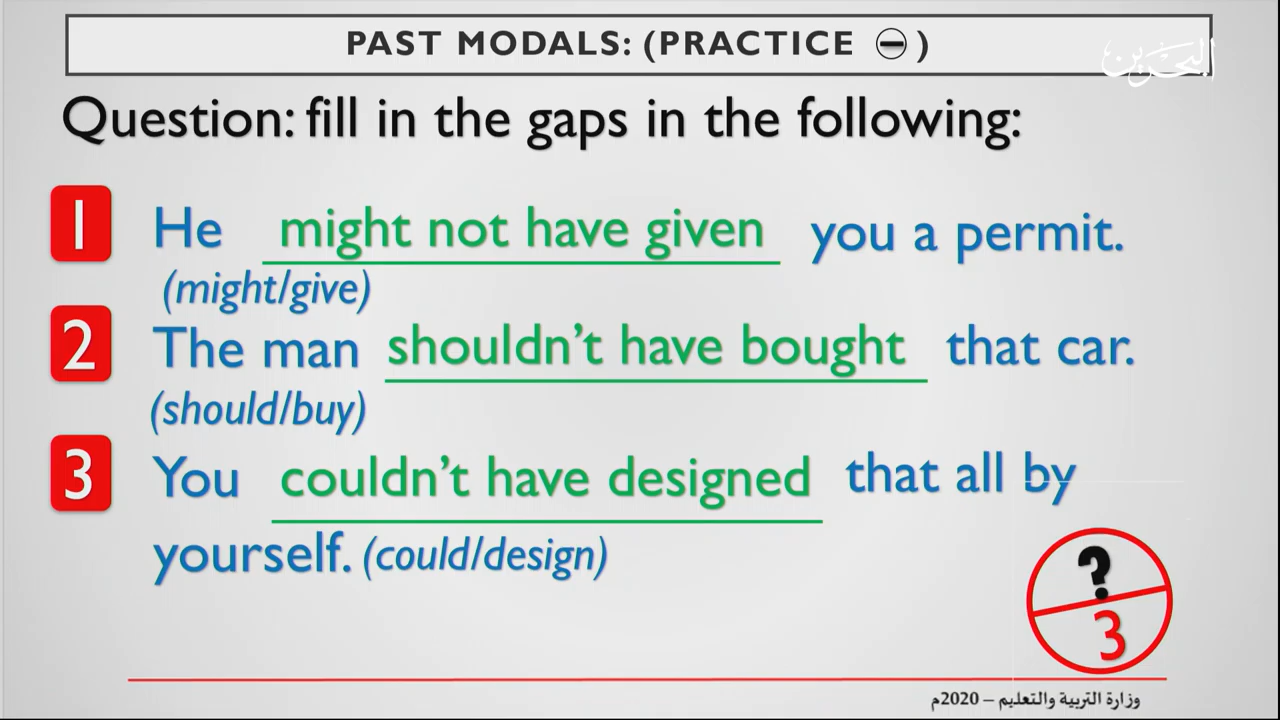 PAST MODALS: (PRACTICE ⊖)
البحرين
Question: fill in the gaps in the following:
1 He might not have given you a permit.
(might/give)
2 The man shouldn't have bought that car.
(should/buy)
3 You couldn't have designed that all by
yourself. (could/design)
?
3
وزارة التربية والتعليم – 2020م